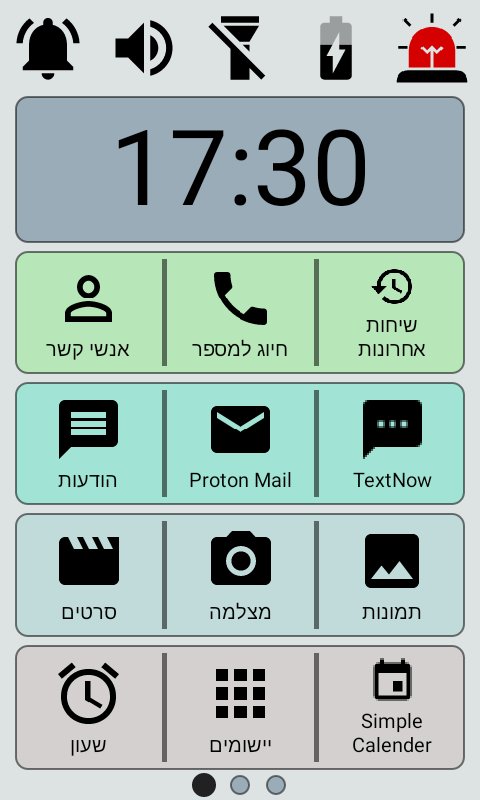 17:30
שיחות
אחרונות
חיוג למספר
אנשי קשר
TextNow
Proton Mail
הודעות
תמונות
מצלמה
סרטים
Simple
Calender
יישומים
שעון